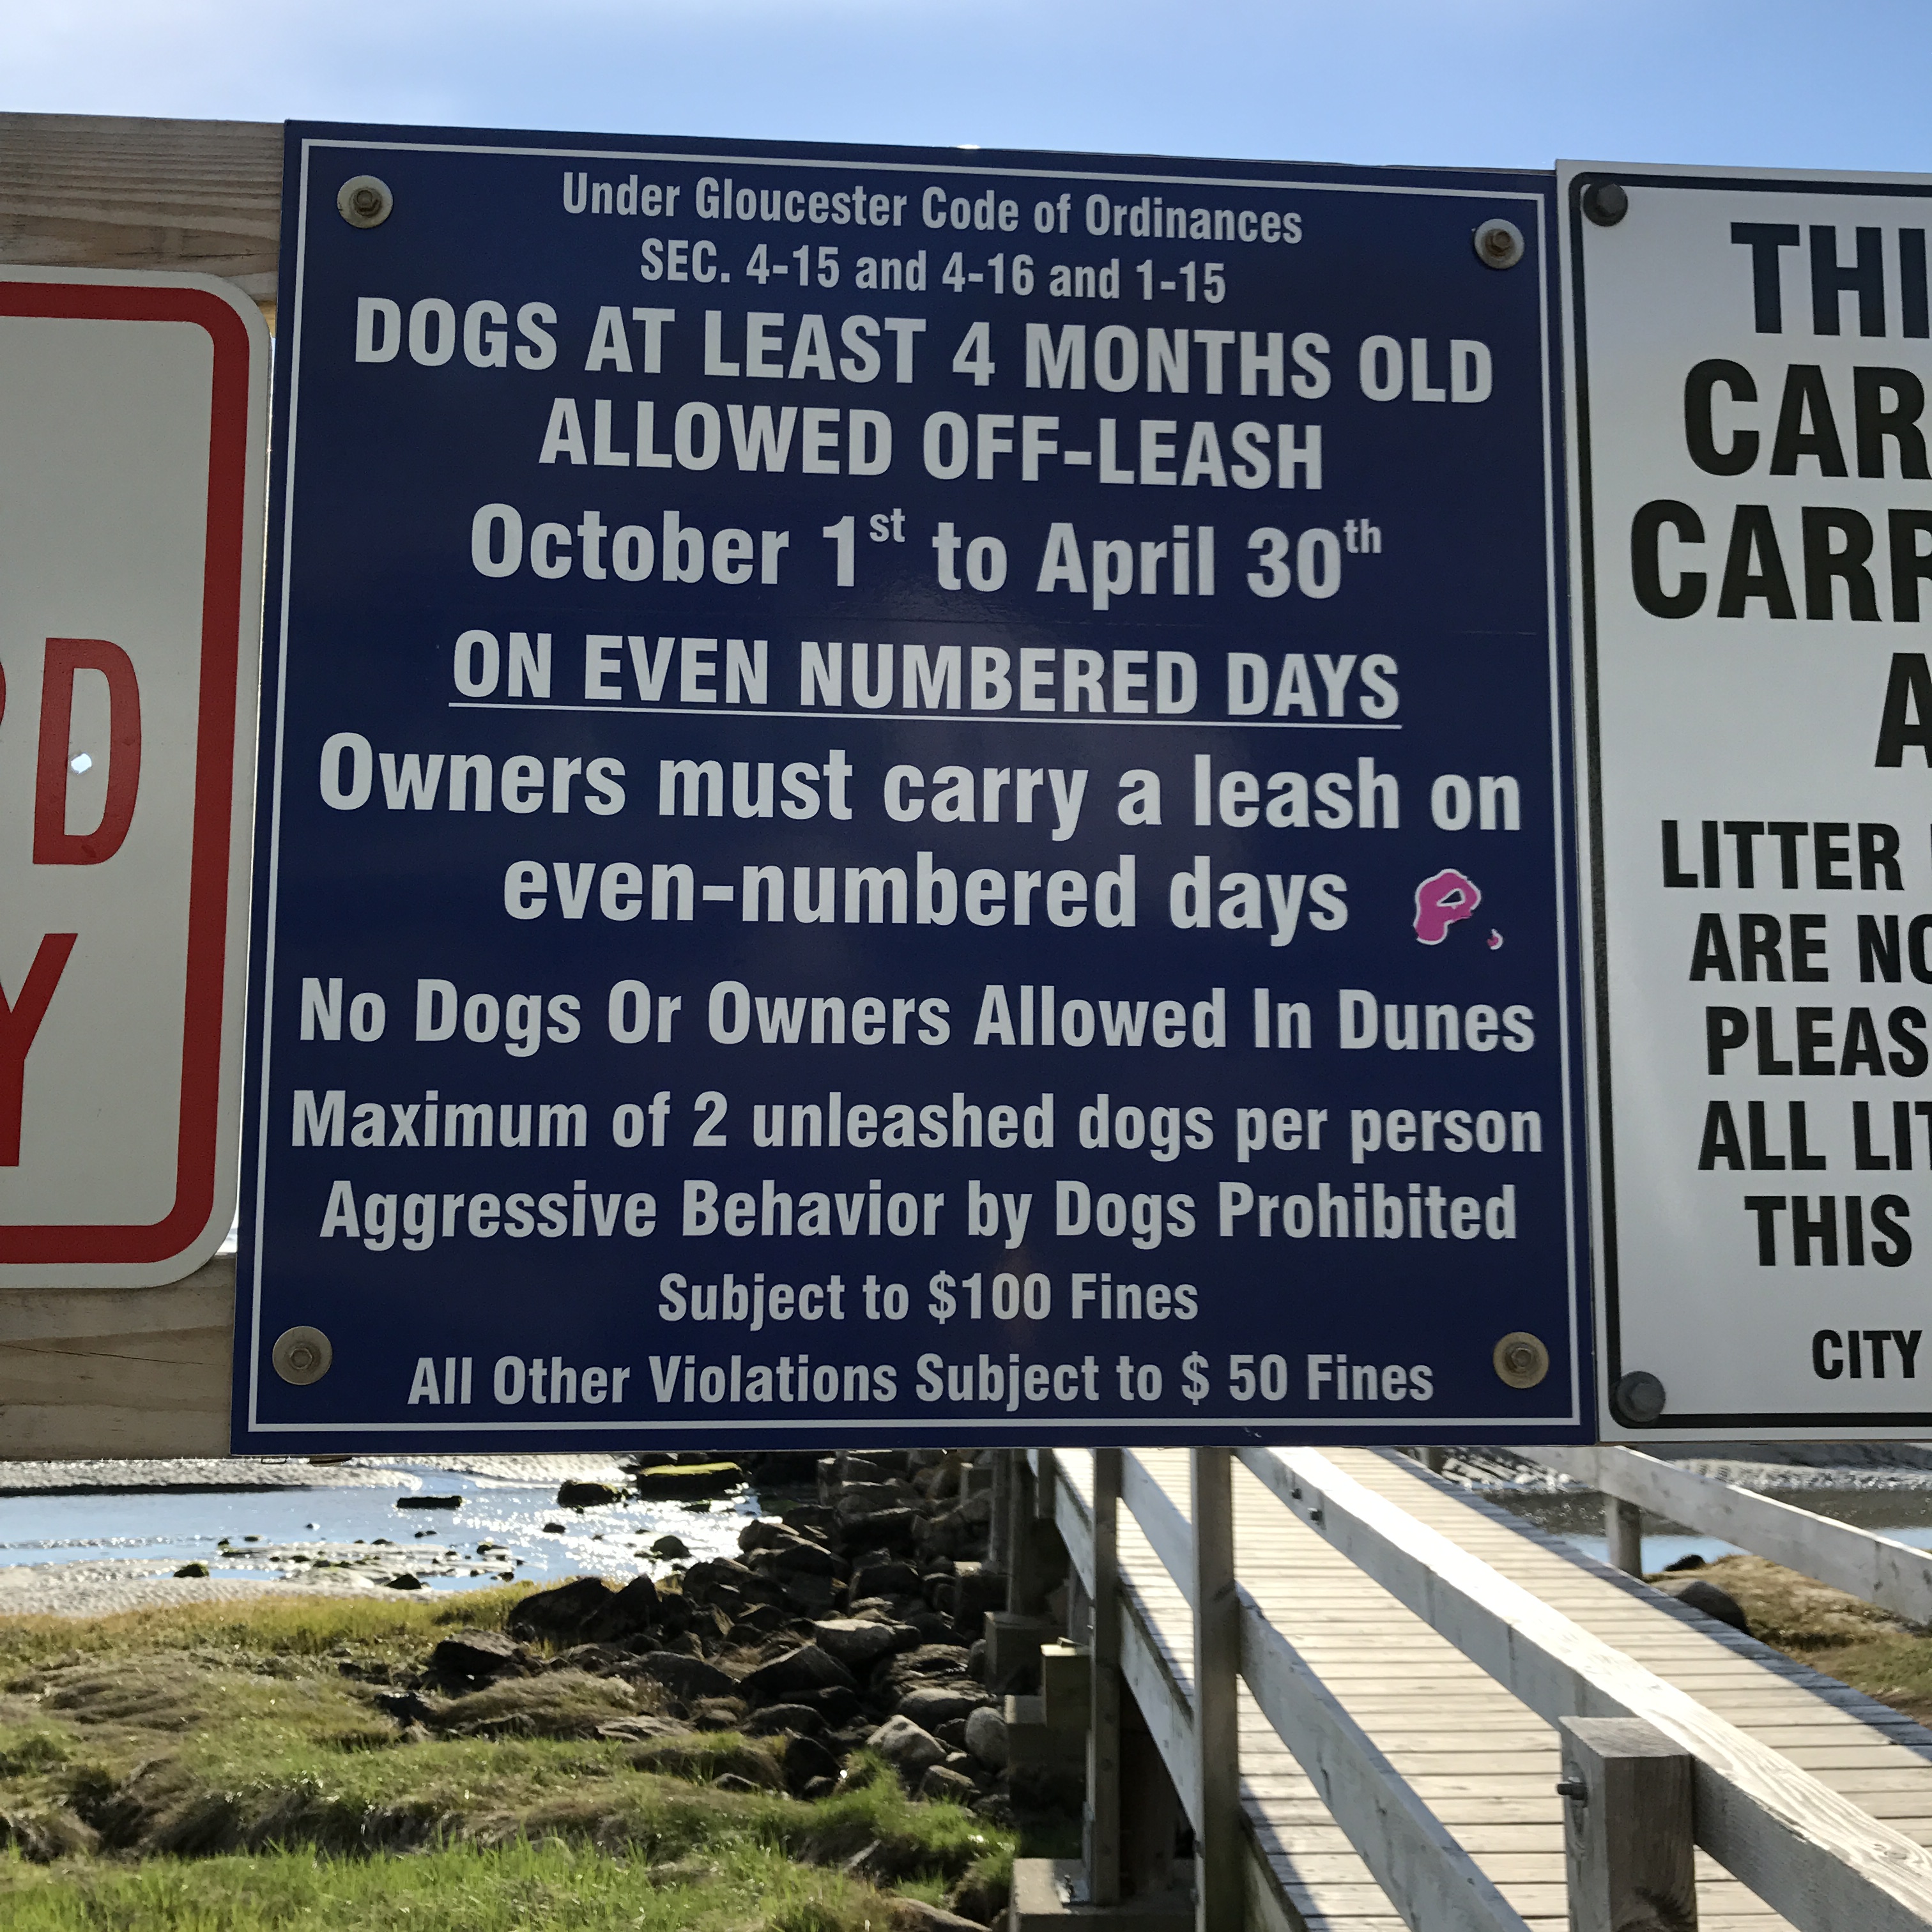 Under Gloucester Code of Ordinances
SEC. 4-15 and 4-16 and 1-15
DOGS AT LEAST 4 MONTHS OLD
ALLOWED OFF-LEASH
October 1st to April 30th
ON EVEN NUMBERED DAYS
Owners must carry a leash on
even-numbered days
No Dogs Or Owners Allowed In Dunes
Maximum of 2 unleashed dogs per person
Aggressive Behavior by Dogs Prohibited
Subject to $100 Fines
All Other Violations Subject to $ 50 Fines
D
Y
THI
CAR
CARR
A
LITTER
ARE NO
PLEAS
ALL LIT
THIS
CITY